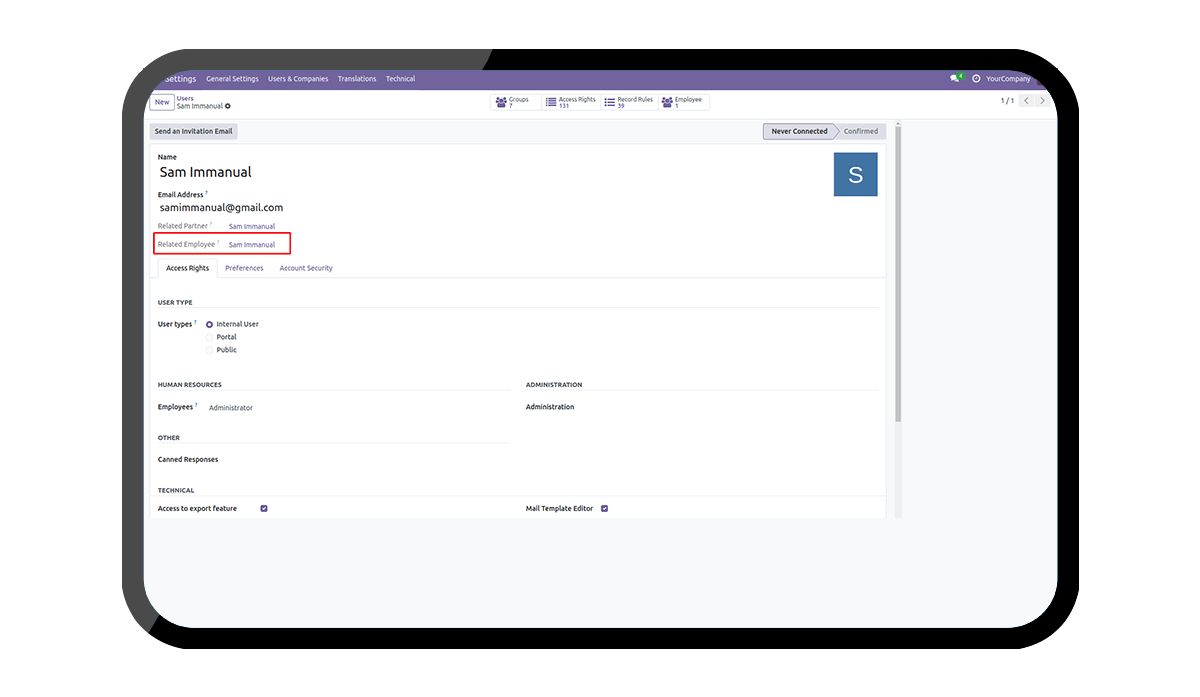 Settings General Settings Users & Companies Translations Technical 4 YourCompany
New Users Groups Access Rights Record Rules Employee 1 / 1
Sam Immanual 7 131 39 1
Send an Invitation Email Never Connected Confirmed
Name
Sam Immanual S
Email Address ?
samimmanual@gmail.com
Related Partner ? Sam Immanual
Related Employee ? Sam Immanual
Access Rights Preferences Account Security
USER TYPE
User types ? Internal User
Portal
Public
HUMAN RESOURCES ADMINISTRATION
Employees ? Administrator Administration
OTHER
Canned Responses
TECHNICAL
Access to export feature Mail Template Editor